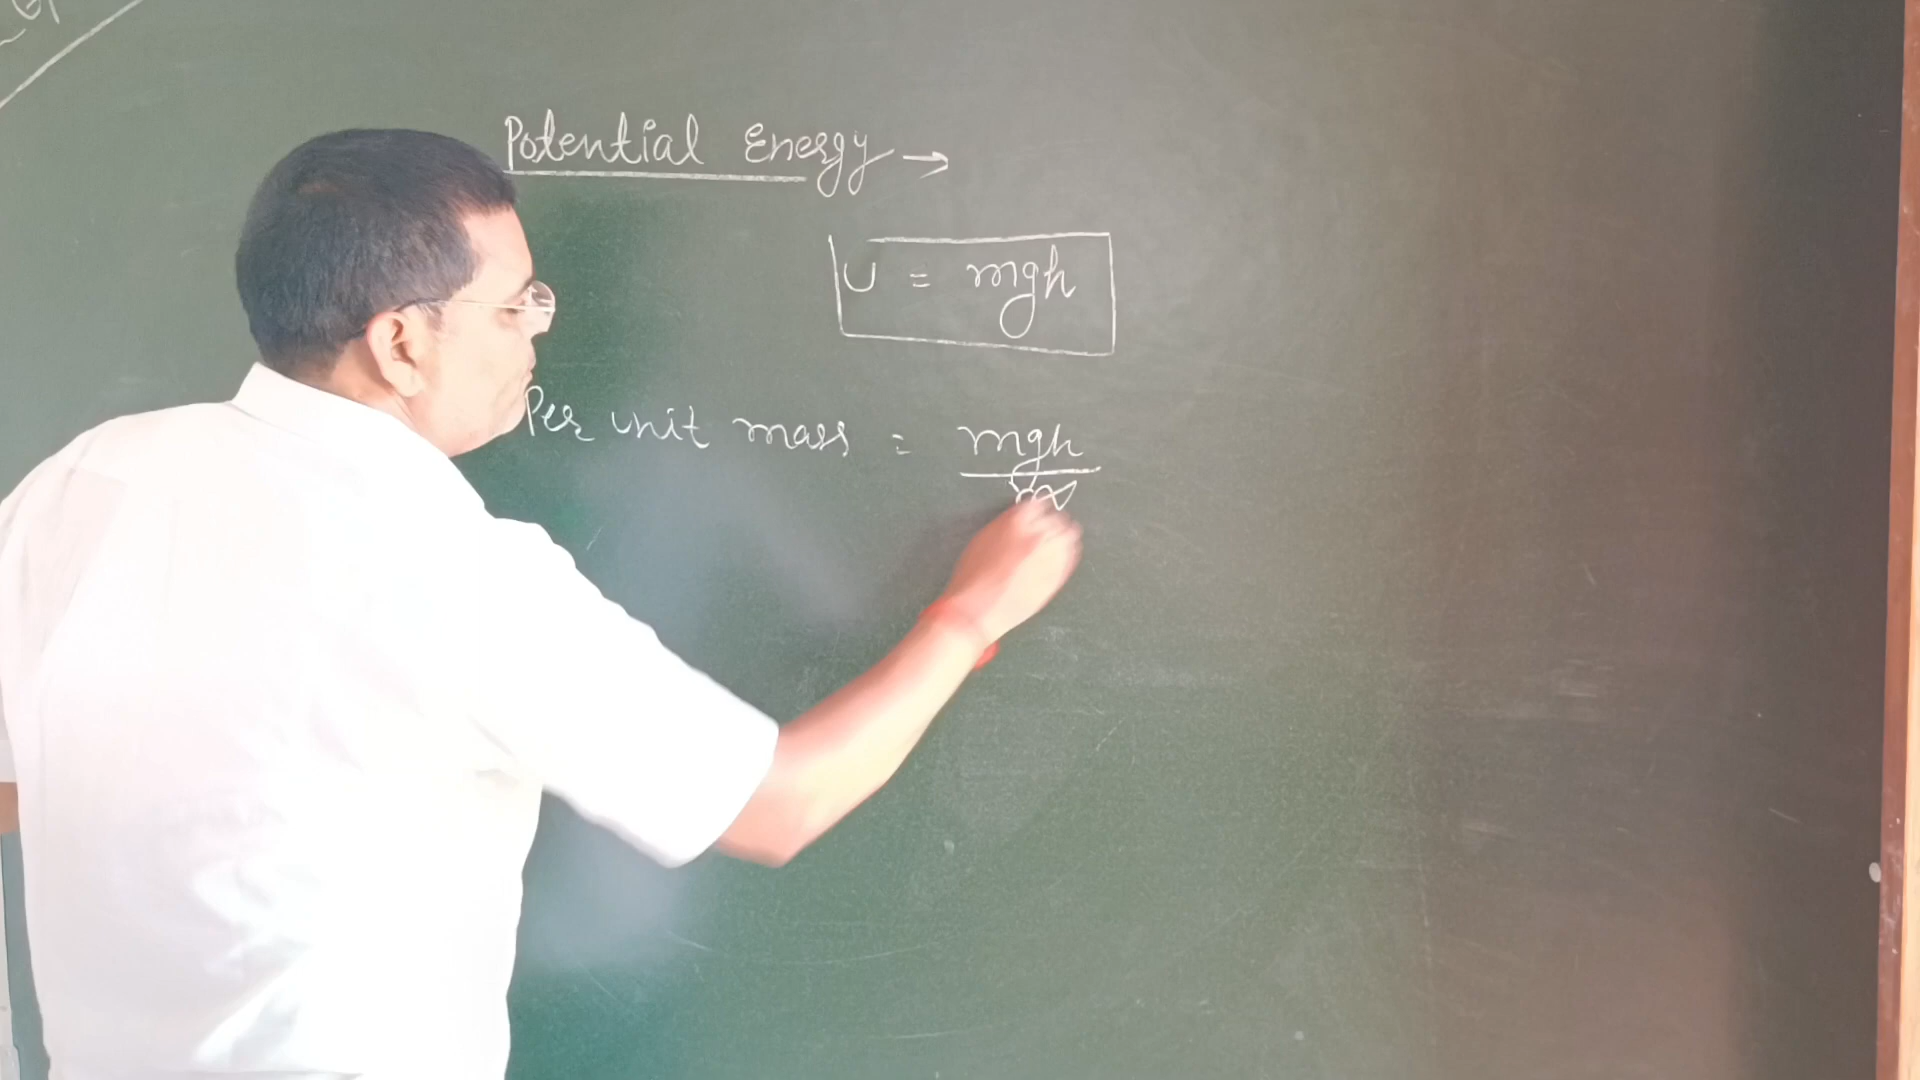 Potential Energy →
U = mgh
Per unit mass = mgh